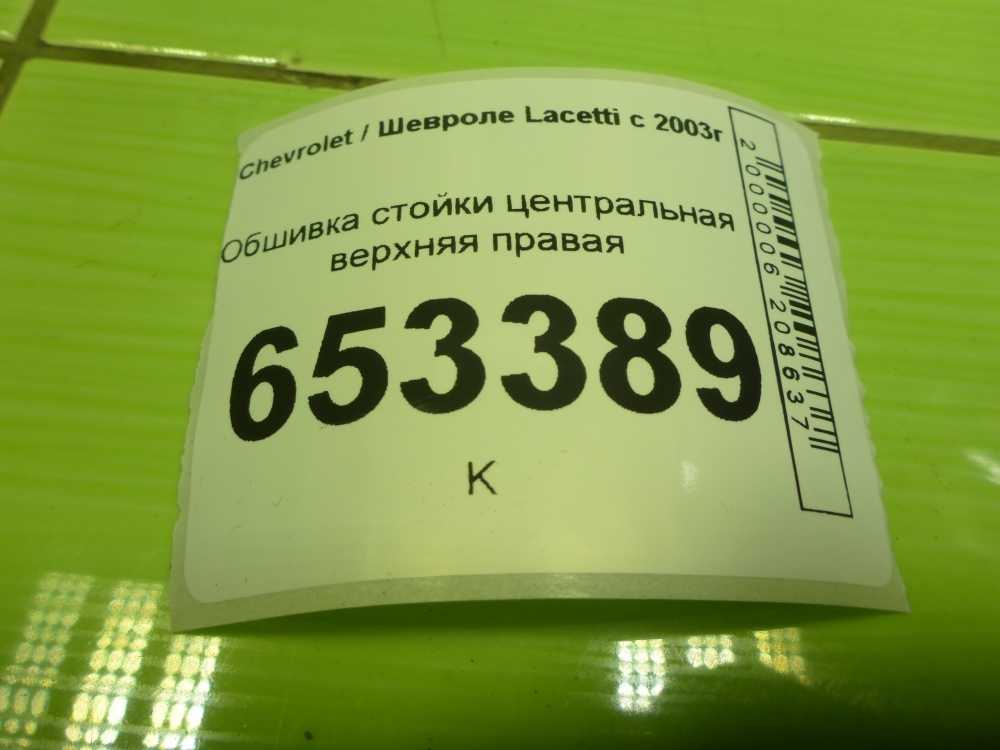 Chevrolet / Шевроле Lacetti с 2003г
Обшивка стойки центральная
верхняя правая
653389
К
2000006208637